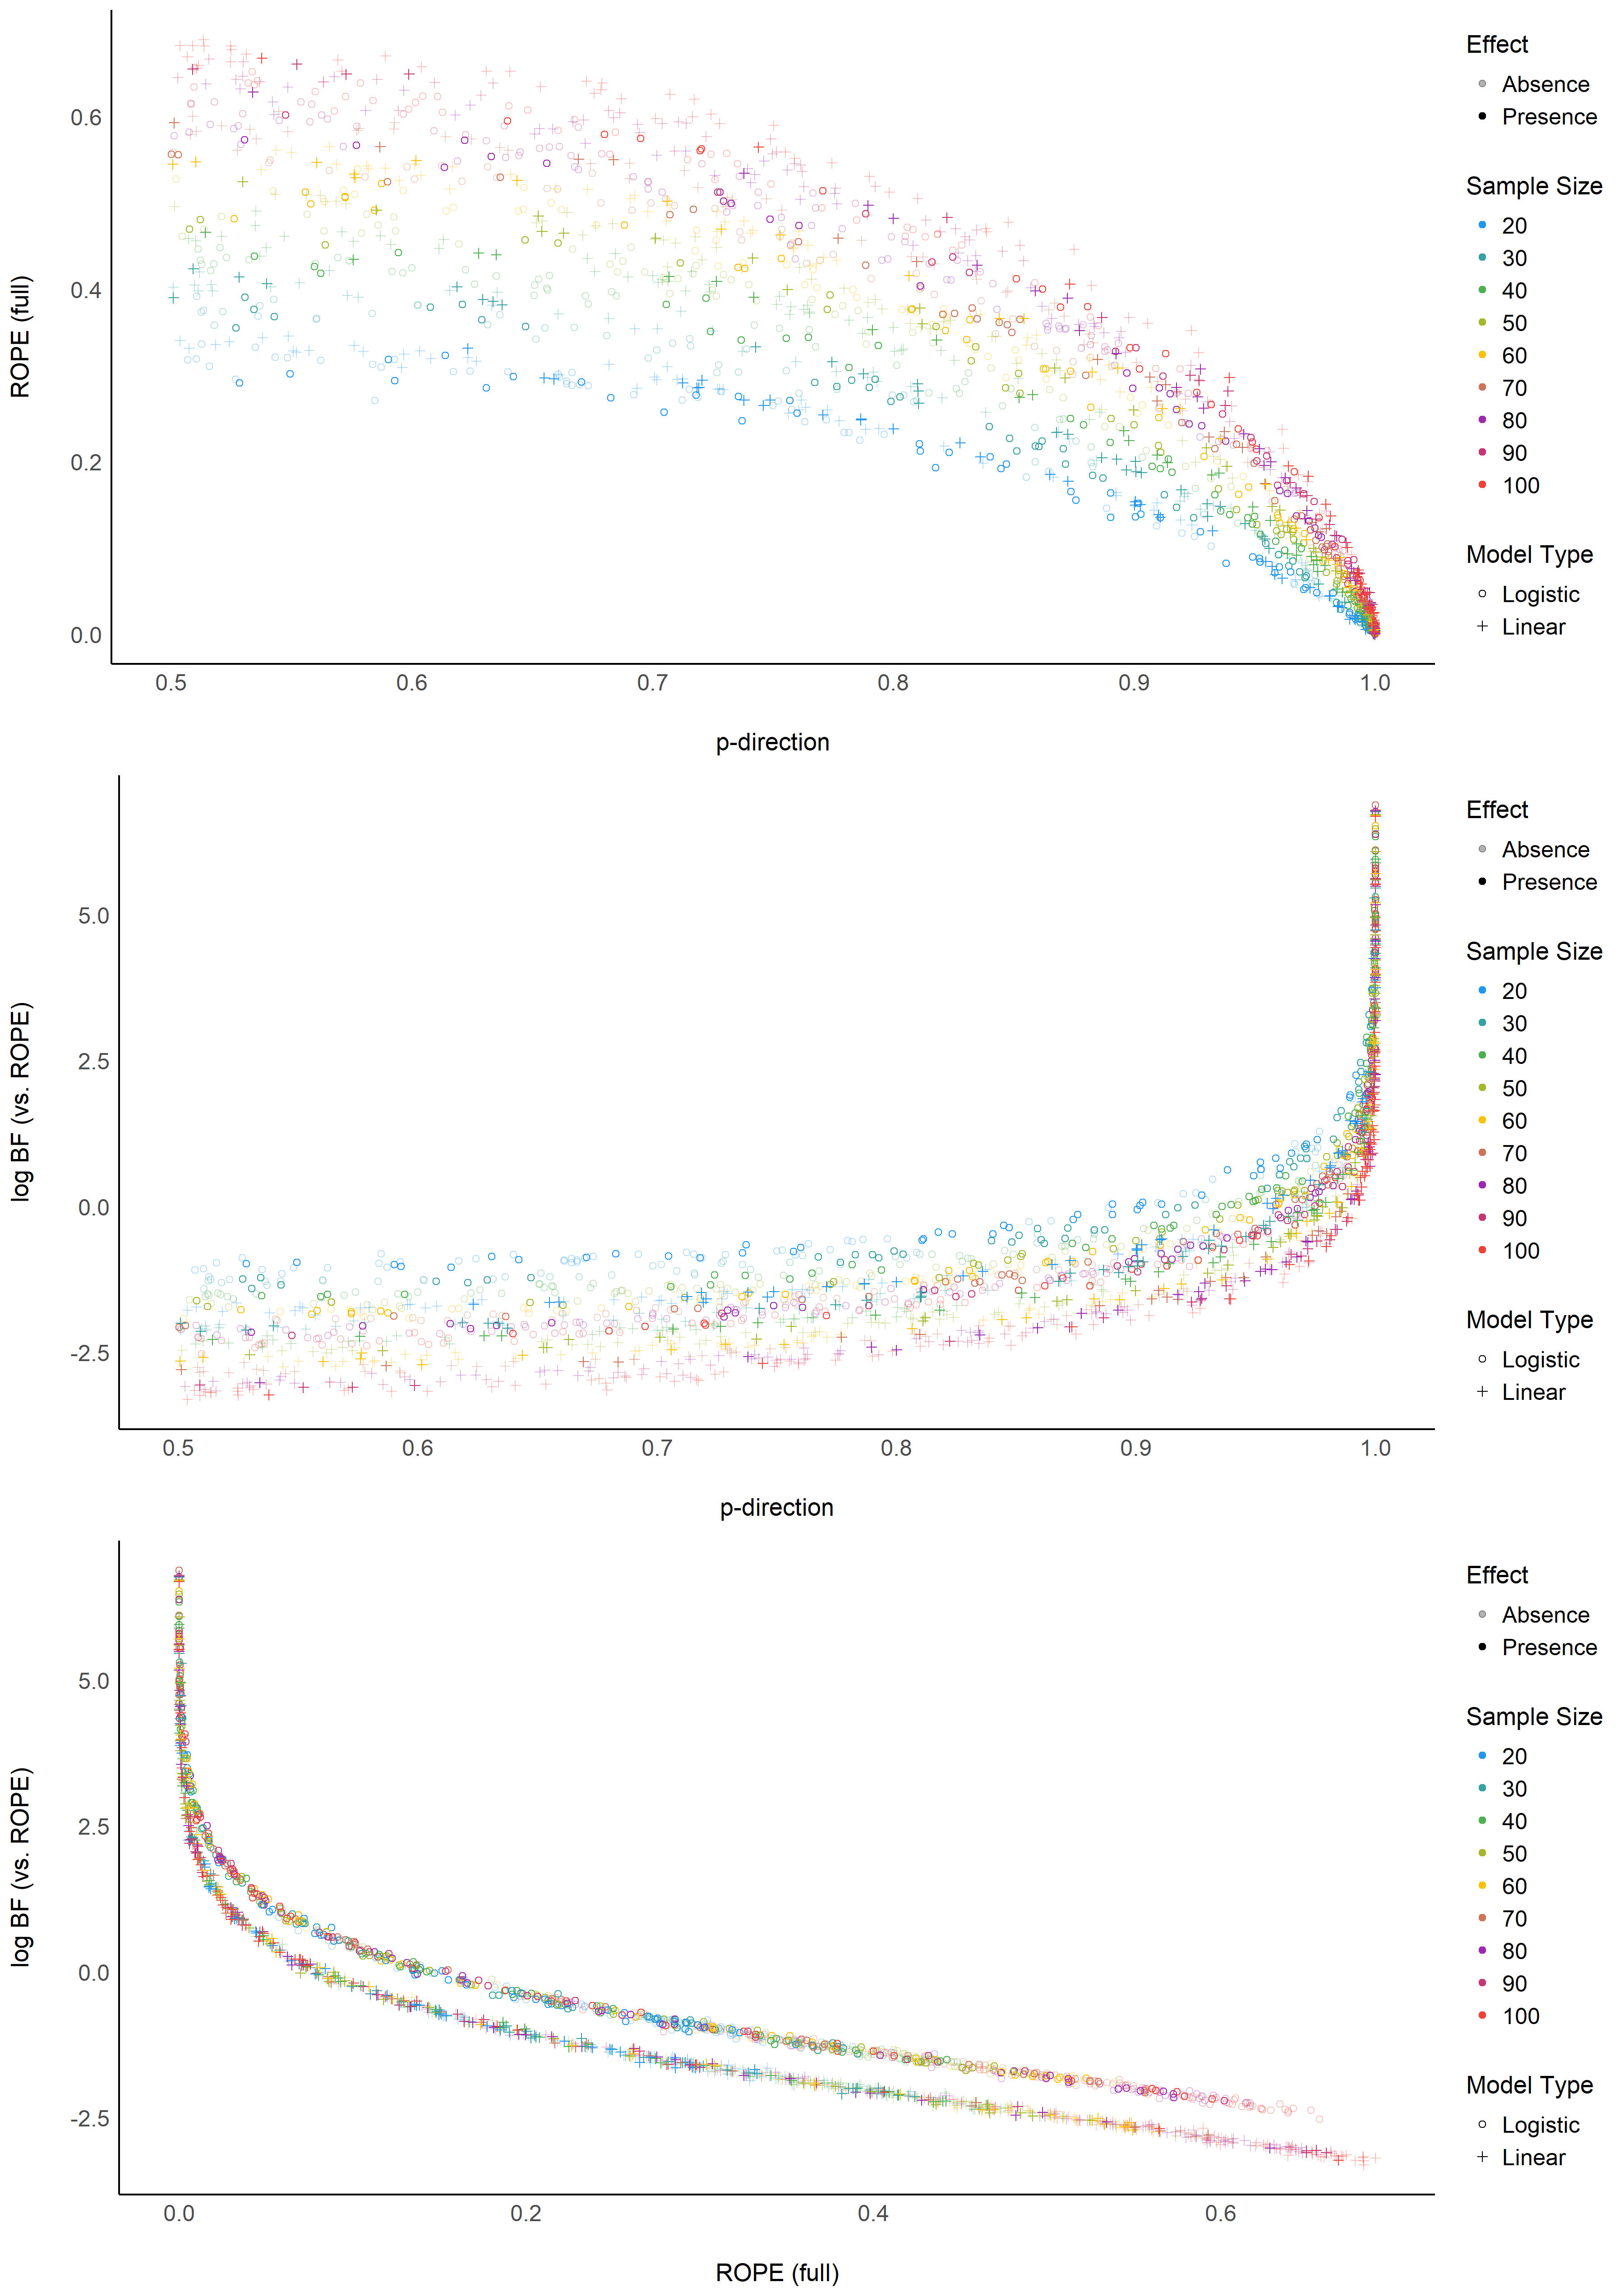 Effect
Absence
Presence
Sample Size
20
30
40
50
60
70
80
90
100
Model Type
Logistic
Linear
ROPE (full)
0.6
0.4
0.2
0.0
0.5 0.6 0.7 0.8 0.9 1.0
p-direction
Effect
Absence
Presence
Sample Size
20
30
40
50
60
70
80
90
100
Model Type
Logistic
Linear
log BF (vs. ROPE)
5.0
2.5
0.0
-2.5
0.5 0.6 0.7 0.8 0.9 1.0
p-direction
Effect
Absence
Presence
Sample Size
20
30
40
50
60
70
80
90
100
Model Type
Logistic
Linear
log BF (vs. ROPE)
5.0
2.5
0.0
-2.5
0.0 0.2 0.4 0.6
ROPE (full)